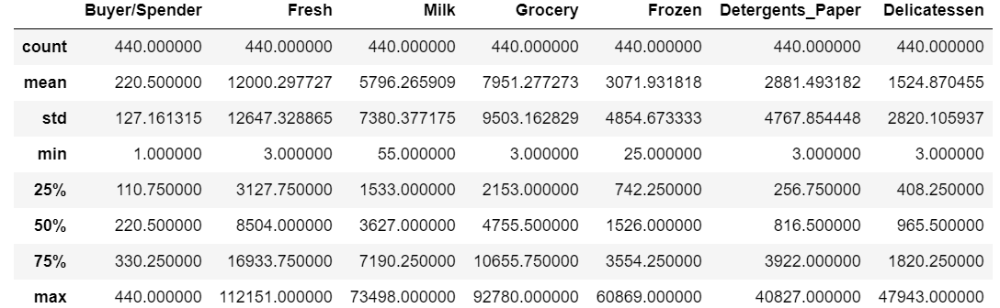 Buyer/Spender Fresh Milk Grocery Frozen Detergents_Paper Delicatessen
count 440.000000 440.000000 440.000000 440.000000 440.000000 440.000000 440.000000
mean 220.500000 12000.297727 5796.265909 7951.277273 3071.931818 2881.493182 1524.870455
std 127.161315 12647.328865 7380.377175 9503.162829 4854.673333 4767.854448 2820.105937
min 1.000000 3.000000 55.000000 3.000000 25.000000 3.000000 3.000000
25% 110.750000 3127.750000 1533.000000 2153.000000 742.250000 256.750000 408.250000
50% 220.500000 8504.000000 3627.000000 4755.500000 1526.000000 816.500000 965.500000
75% 330.250000 16933.750000 7190.250000 10655.750000 3554.250000 3922.000000 1820.250000
max 440.000000 112151.000000 73498.000000 92780.000000 60869.000000 40827.000000 47943.000000